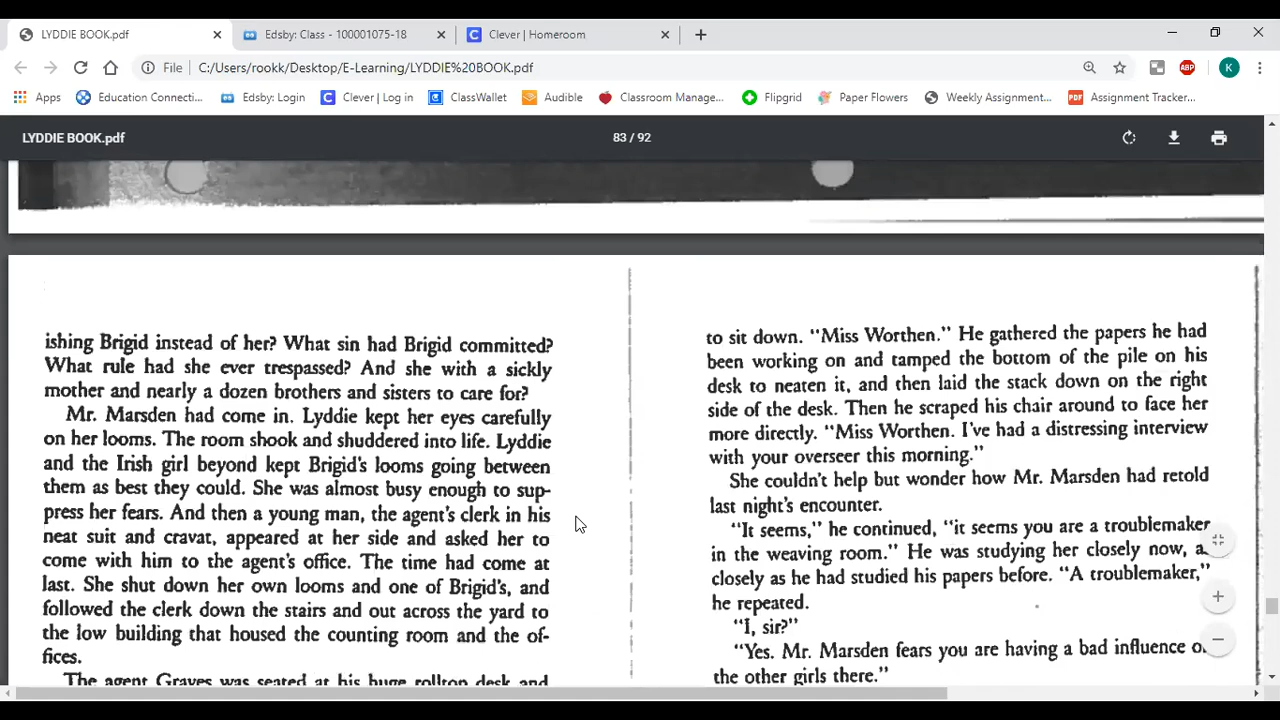 LYDDIE BOOK.pdf
Edsby: Class - 100001075-18
Clever | Homeroom
File C:/Users/rookk/Desktop/E-Learning/LYDDIE%20BOOK.pdf
K
Apps Education Connecti... Edsby: Login Clever | Log in ClassWallet Audible Classroom Manage... Flipgrid Paper Flowers Weekly Assignment... Assignment Tracker...
LYDDIE BOOK.pdf 83 / 92
ishing Brigid instead of her? What sin had Brigid committed?
What rule had she ever trespassed? And she with a sickly
mother and nearly a dozen brothers and sisters to care for?
Mr. Marsden had come in. Lyddie kept her eyes carefully
on her looms. The room shook and shuddered into life. Lyddie
and the Irish girl beyond kept Brigid's looms going between
them as best they could. She was almost busy enough to sup-
press her fears. And then a young man, the agent's clerk in his
neat suit and cravat, appeared at her side and asked her to
come with him to the agent's office. The time had come at
last. She shut down her own looms and one of Brigid's, and
followed the clerk down the stairs and out across the yard to
the low building that housed the counting room and the of-
fices.
The agent Graves was seated at his huge rolltop desk and
to sit down. "Miss Worthen." He gathered the papers he had
been working on and tamped the bottom of the pile on his
desk to neaten it, and then laid the stack down on the right
side of the desk. Then he scraped his chair around to face her
more directly. "Miss Worthen. I've had a distressing interview
with your overseer this morning."
She couldn't help but wonder how Mr. Marsden had retold
last night's encounter.
"It seems," he continued, "it seems you are a troublemaker
in the weaving room." He was studying her closely now, a
closely as he had studied his papers before. "A troublemaker,"
he repeated.
"I, sir?"
"Yes. Mr. Marsden fears you are having a bad influence o
the other girls there."